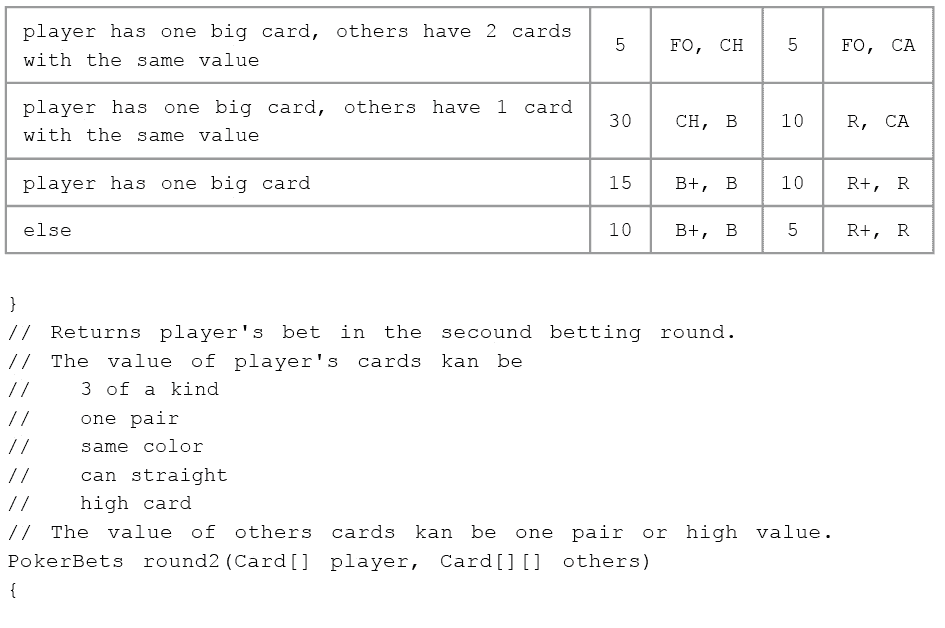 player has one big card, others have 2 cards
with the same value
5
FO, CH
5
FO, CA
player has one big card, others have 1 card
with the same value
30
CH, B
10
R, CA
player has one big card
15
B+, B
10
R+, R
else
10
B+, B
5
R+, R
}
// Returns player's bet in the secound betting round.
// The value of player's cards kan be
// 3 of a kind
// one pair
// same color
// can straight
// high card
// The value of others cards kan be one pair or high value.
PokerBets round2(Card[] player, Card[][] others)
{